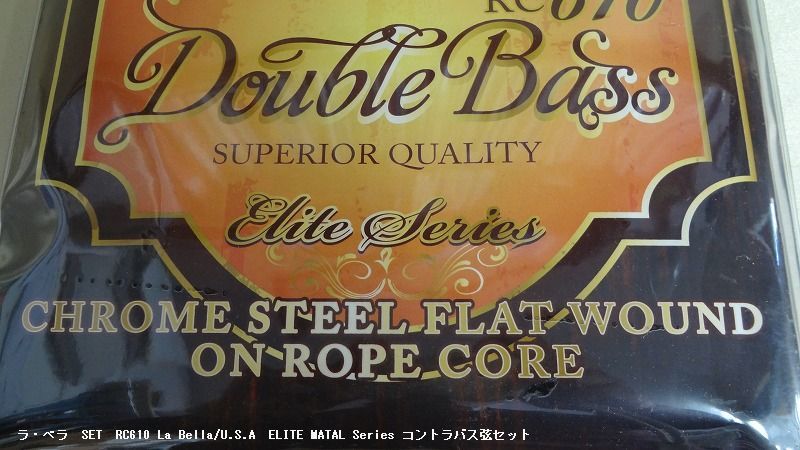 RC610
Double Bass
SUPERIOR QUALITY
Elite Series
CHROME STEEL FLAT WOUND
ON ROPE CORE
ラ・ベラ SET RC610 La Bella/U.S.A ELITE MATAL Series コントラバス弦セット